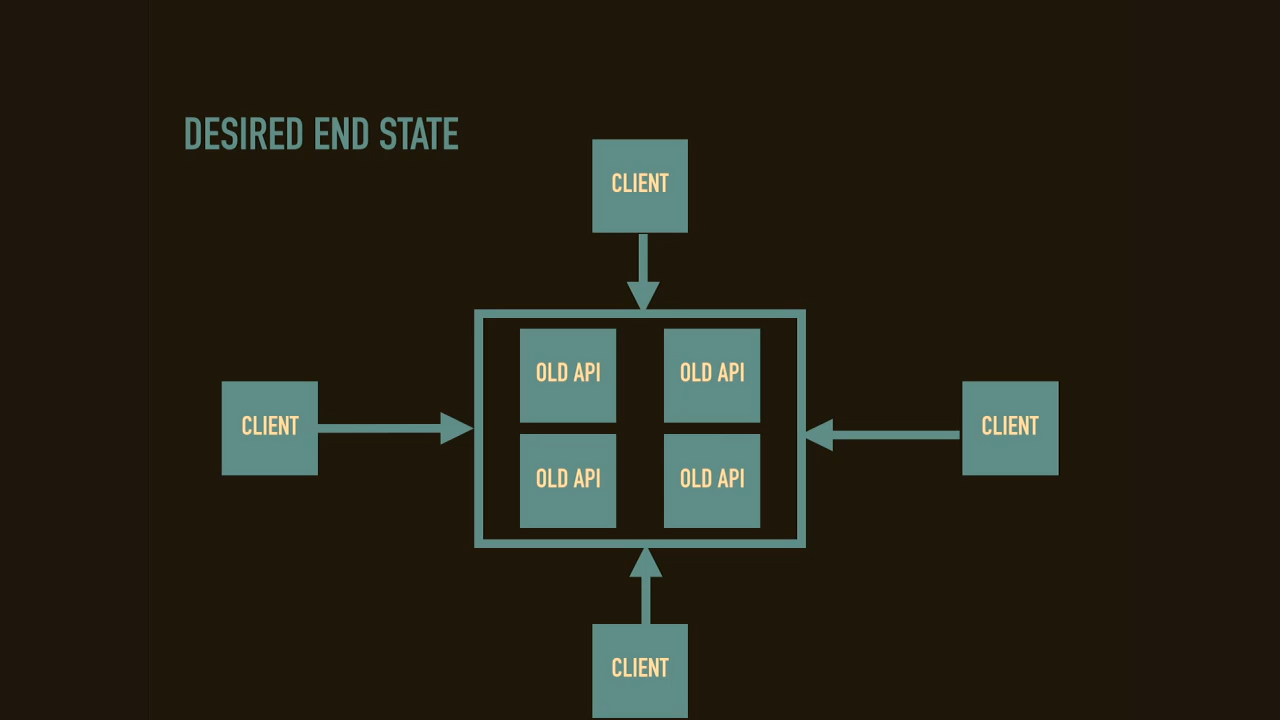 DESIRED END STATE
CLIENT
OLD API
OLD API
CLIENT
CLIENT
OLD API
OLD API
CLIENT